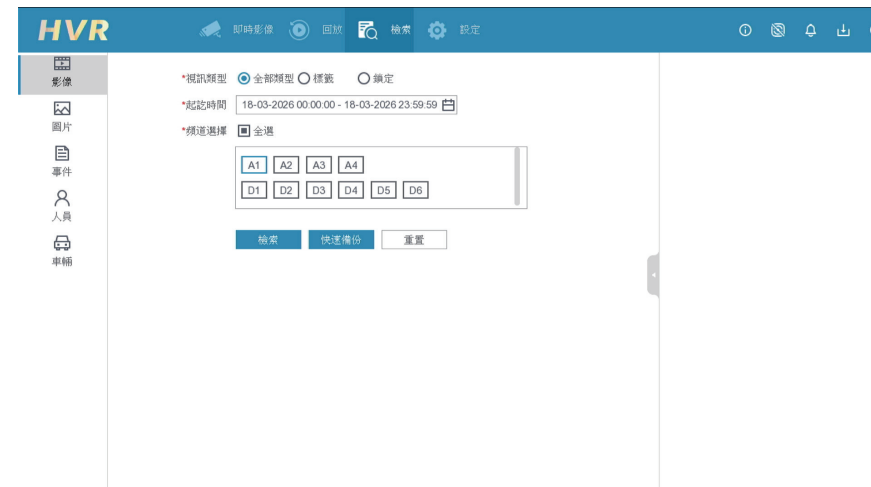 HVR 即時影像 回放 檢索 設定
影像
圖片
事件
人員
車輛
*視訊類型 全部類型 標籤 鎖定
*起訖時間 18-03-2026 00:00:00 - 18-03-2026 23:59:59
*頻道選擇 全選
A1 A2 A3 A4
D1 D2 D3 D4 D5 D6
檢索 快速備份 重置